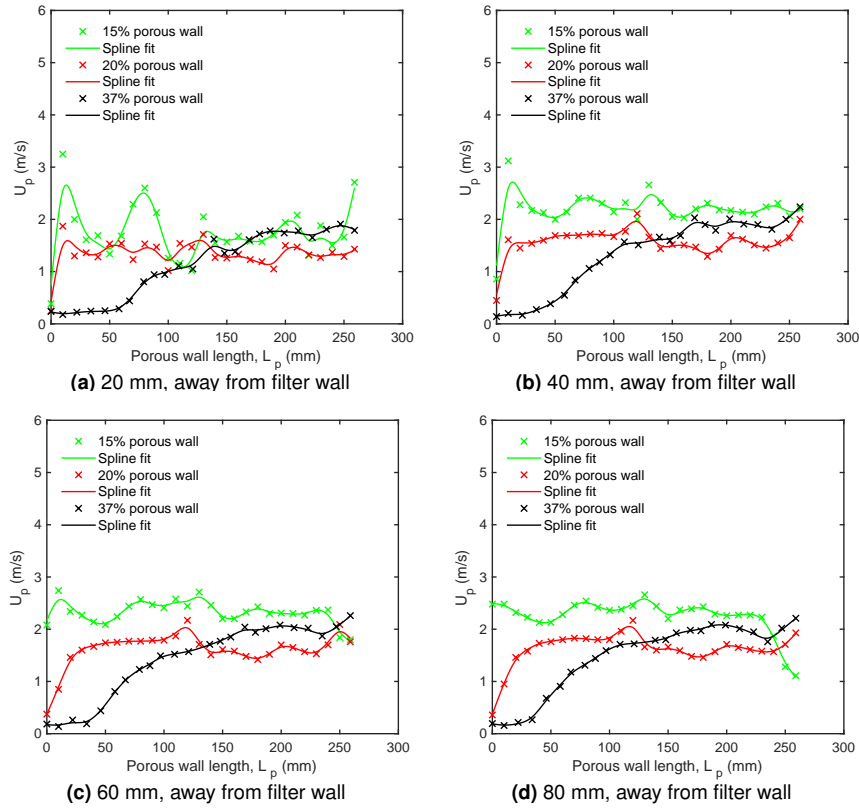 6
5
4
3
2
1
0
U_p (m/s)
15% porous wall
Spline fit
20% porous wall
Spline fit
37% porous wall
Spline fit
0 50 100 150 200 250 300
Porous wall length, L_p (mm)
(a) 20 mm, away from filter wall
6
5
4
3
2
1
0
U_p (m/s)
15% porous wall
Spline fit
20% porous wall
Spline fit
37% porous wall
Spline fit
0 50 100 150 200 250 300
Porous wall length, L_p (mm)
(b) 40 mm, away from filter wall
6
5
4
3
2
1
0
U_p (m/s)
15% porous wall
Spline fit
20% porous wall
Spline fit
37% porous wall
Spline fit
0 50 100 150 200 250 300
Porous wall length, L_p (mm)
(c) 60 mm, away from filter wall
6
5
4
3
2
1
0
U_p (m/s)
15% porous wall
Spline fit
20% porous wall
Spline fit
37% porous wall
Spline fit
0 50 100 150 200 250 300
Porous wall length, L_p (mm)
(d) 80 mm, away from filter wall